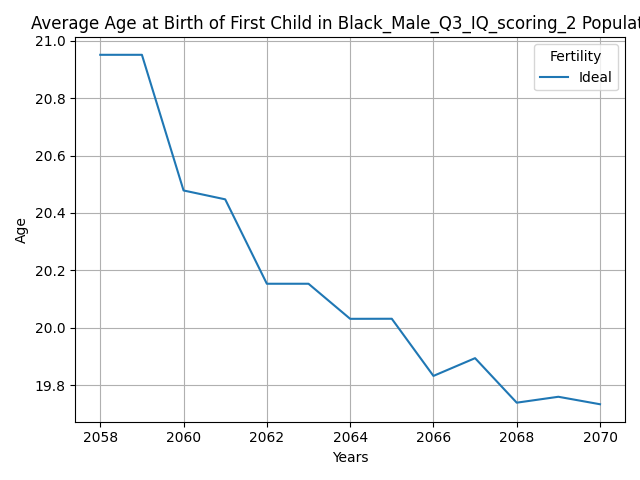 Average Age at Birth of First Child in Black_Male_Q3_IQ_scoring_2
21.0
20.8
20.6
20.4
20.2
20.0
19.8
Age
Fertility
Ideal
2058 2060 2062 2064 2066 2068 2070
Years